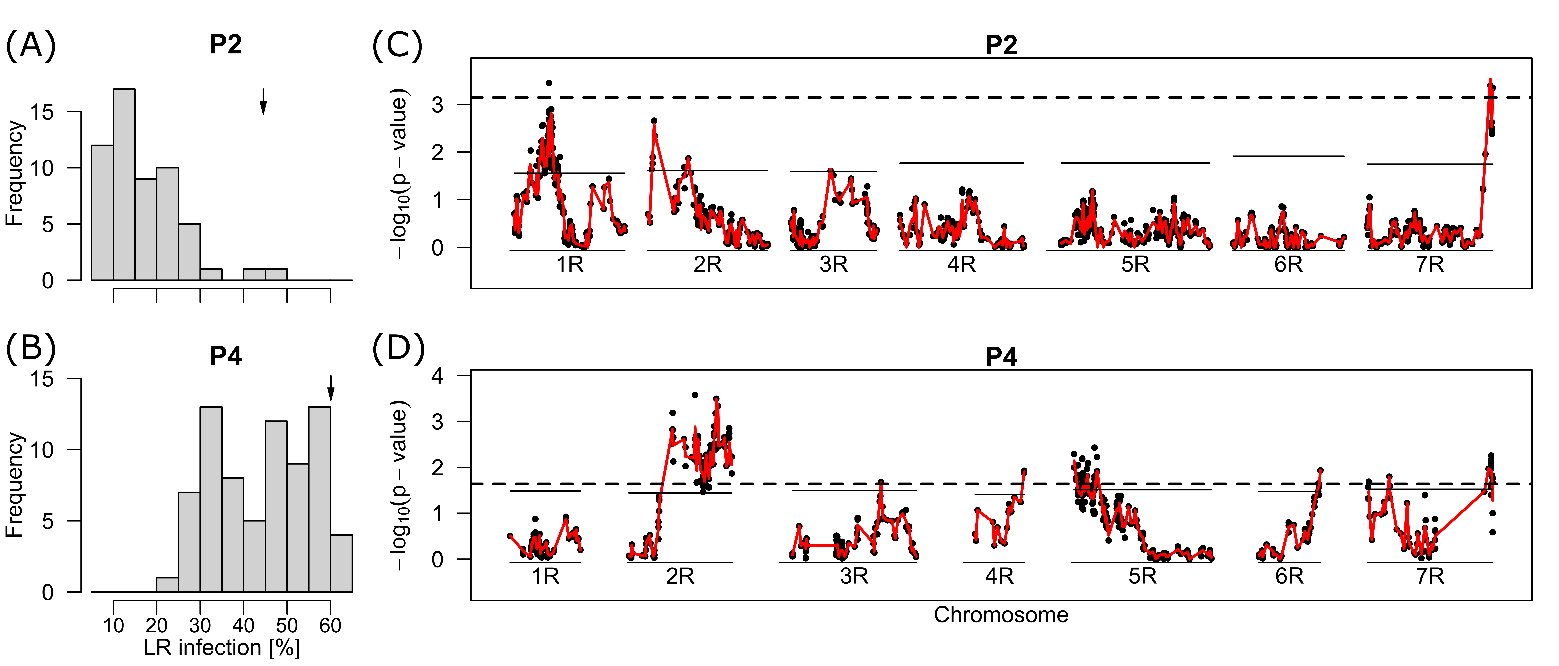 (A)
P2
Frequency
15
10
5
0
(B)
P4
Frequency
15
10
5
0
10 20 30 40 50 60
LR infection [%]
(C)
P2
−log10(p − value)
3
2
1
0
1R 2R 3R 4R 5R 6R 7R
(D)
P4
−log10(p − value)
4
3
2
1
0
1R 2R 3R 4R 5R 6R 7R
Chromosome